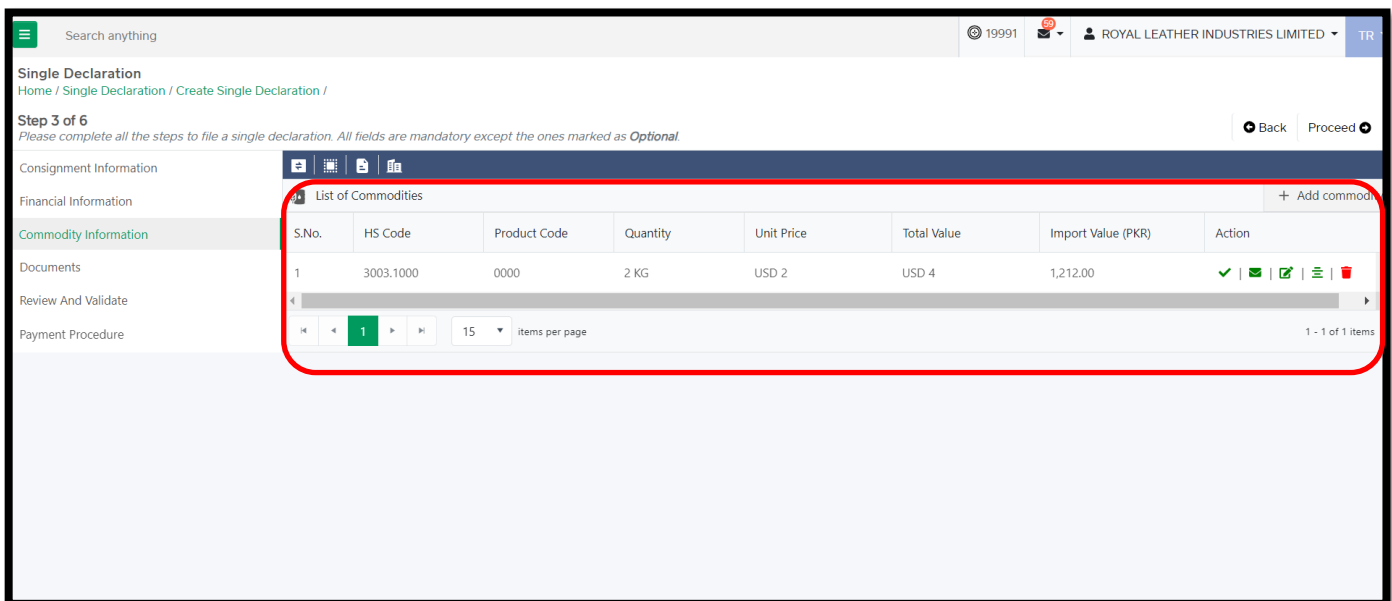 Search anything
19991
59
ROYAL LEATHER INDUSTRIES LIMITED
TR
Single Declaration
Home / Single Declaration / Create Single Declaration /
Step 3 of 6
Please complete all the steps to file a single declaration. All fields are mandatory except the ones marked as Optional.
Back
Proceed
Consignment Information
Financial Information
Commodity Information
Documents
Review And Validate
Payment Procedure
List of Commodities
+ Add commodi
S.No. HS Code Product Code Quantity Unit Price Total Value Import Value (PKR) Action
1 3003.1000 0000 2 KG USD 2 USD 4 1,212.00
1 15 items per page 1 - 1 of 1 items